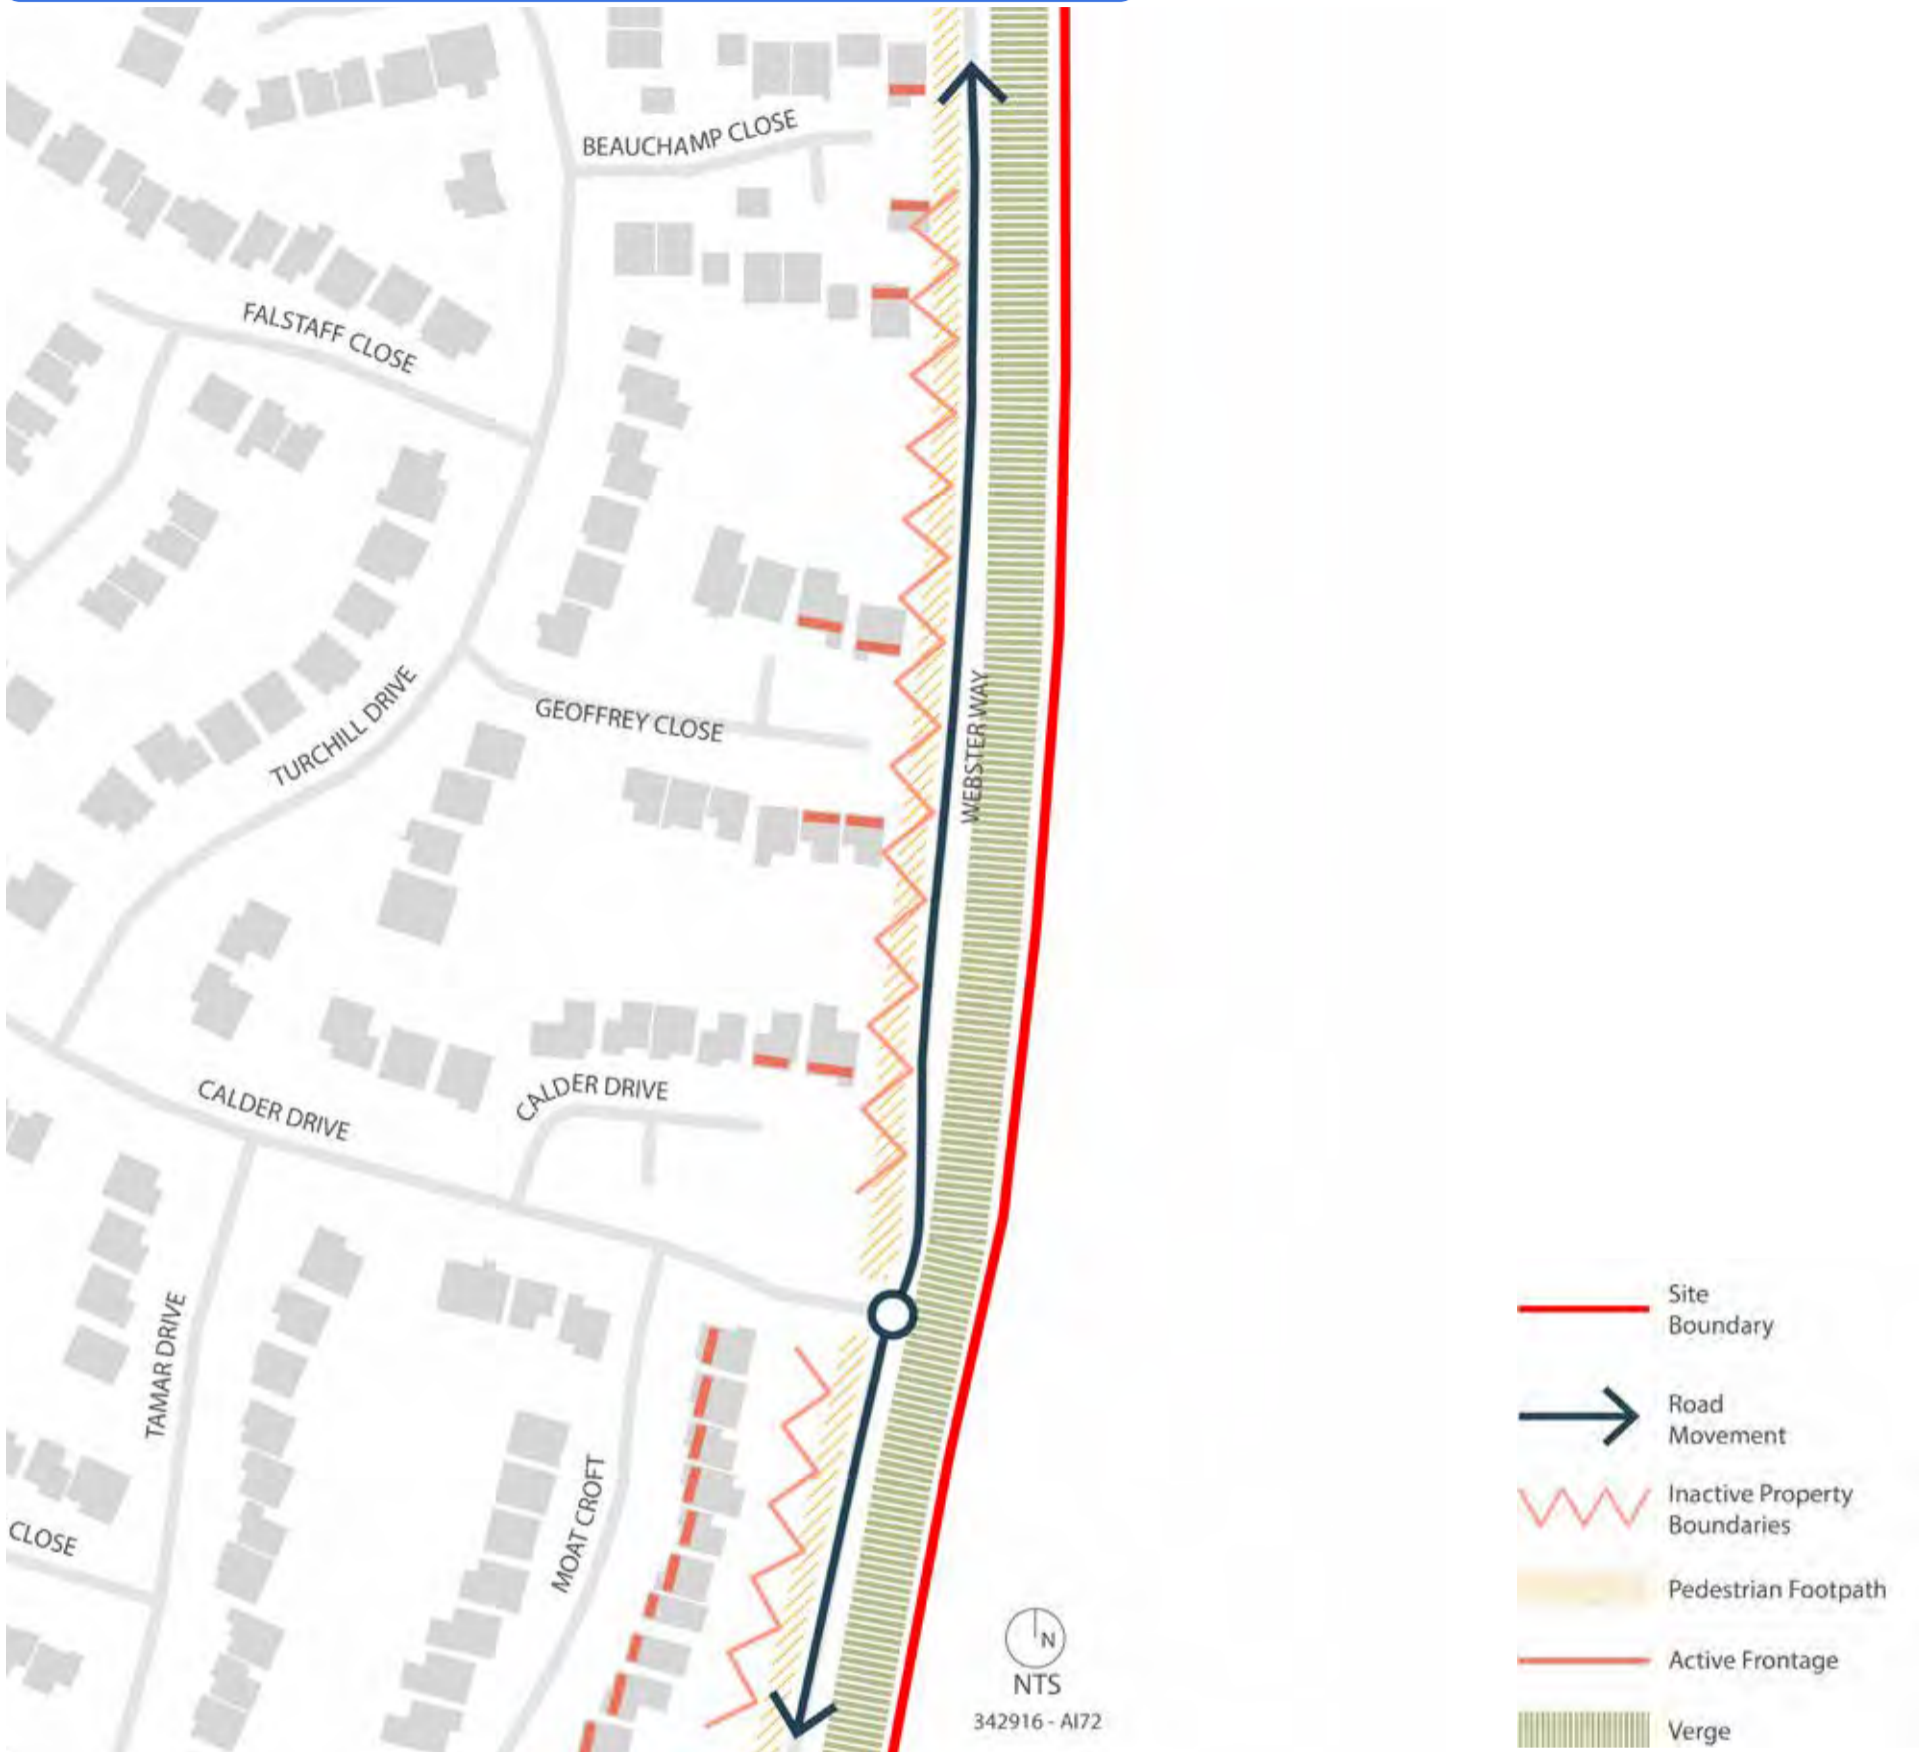 BEAUCHAMP CLOSE
FALSTAFF CLOSE
TURCHILL DRIVE
GEOFFREY CLOSE
WEBSTER WAY
CALDER DRIVE
CALDER DRIVE
TAMAR DRIVE
MOAT CROFT
CLOSE
N
NTS
342916 - AI72
Site
Boundary
Road
Movement
Inactive Property
Boundaries
Pedestrian Footpath
Active Frontage
Verge